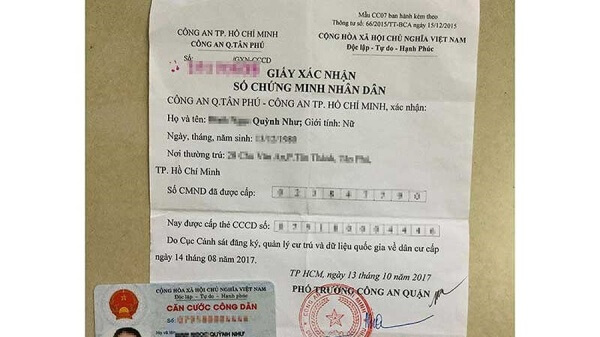 Mẫu CC07 ban hành kèm theo
Thông tư số: 66/2015/TT-BCA ngày 15/12/2015
CÔNG AN TP. HỒ CHÍ MINH
CÔNG AN Q.TÂN PHÚ
CỘNG HÒA XÃ HỘI CHỦ NGHĨA VIỆT NAM
Độc lập - Tự do - Hạnh Phúc
Số: /GXN-CCCD
GIẤY XÁC NHẬN
SỐ CHỨNG MINH NHÂN DÂN
CÔNG AN Q.TÂN PHÚ - CÔNG AN TP. HỒ CHÍ MINH, xác nhận:
Họ và tên: Quỳnh Như; Giới tính: Nữ
Ngày, tháng, năm sinh:
Nơi thường trú:
TP. Hồ Chí Minh
Số CMND đã được cấp:
Nay được cấp thẻ CCCD số:
Do Cục Cảnh sát đăng ký, quản lý cư trú và dữ liệu quốc gia về dân cư cấp
ngày 14 tháng 08 năm 2017.
TP HCM, ngày 13 tháng 10 năm 2017
PHÓ TRƯỞNG CÔNG AN QUẬN
CỘNG HÒA XÃ HỘI CHỦ NGHĨA VIỆT NAM
Độc lập - Tự do - Hạnh phúc
CĂN CƯỚC CÔNG DÂN
Họ và tên: QUỲNH NHƯ